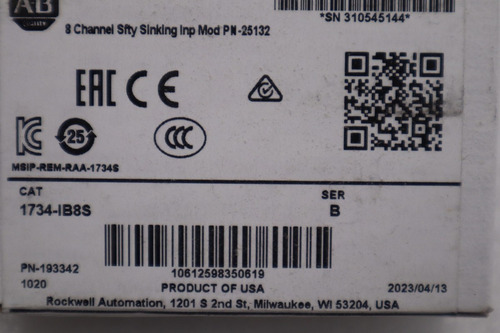 AB
*SN 310545144*
8 Channel Sfty Sinking Inp Mod PN-25132
EAC CE
25
CCC
MSIP-REM-RAA-1734S
CAT
SER
1734-IB8S
B
10612598350619
PN-193342
1020
PRODUCT OF USA
2023/04/13
Rockwell Automation, 1201 S 2nd St, Milwaukee, WI 53204, USA